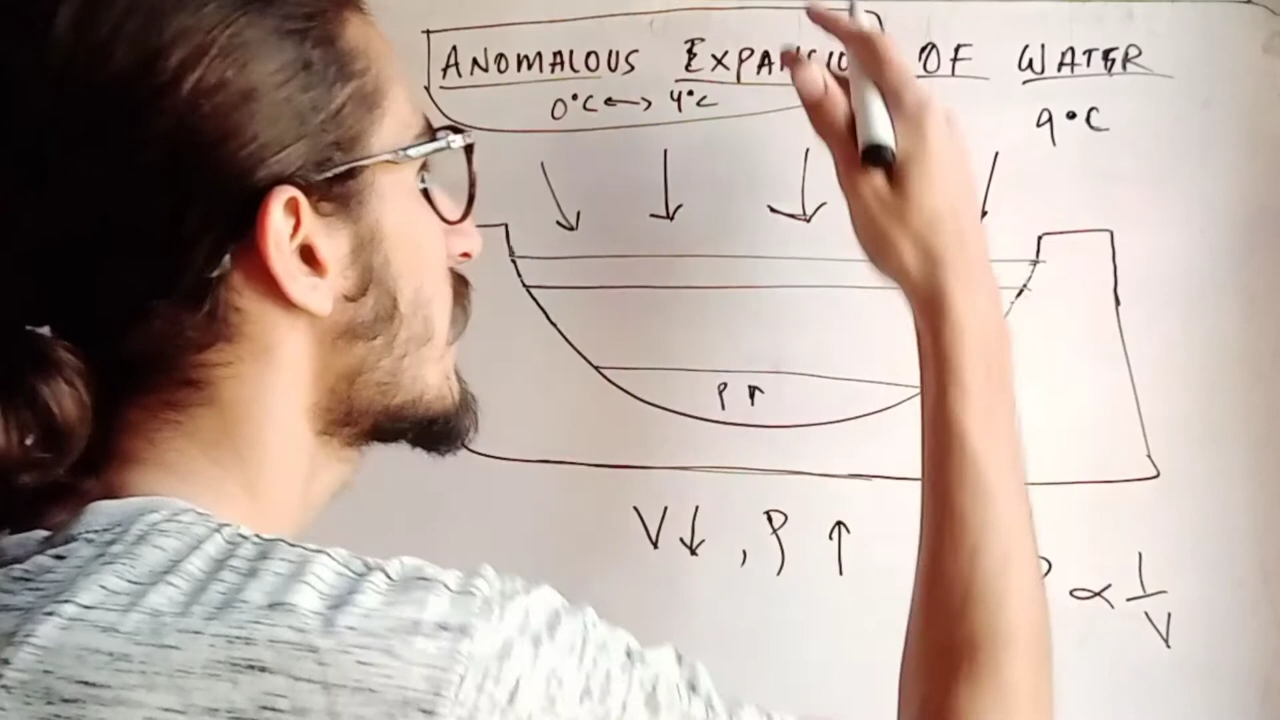 ANOMALOUS OF WATER
0°C ↔ 4°C
9°C
ρ ↑
V↓, ρ ↑
∝ 1/V